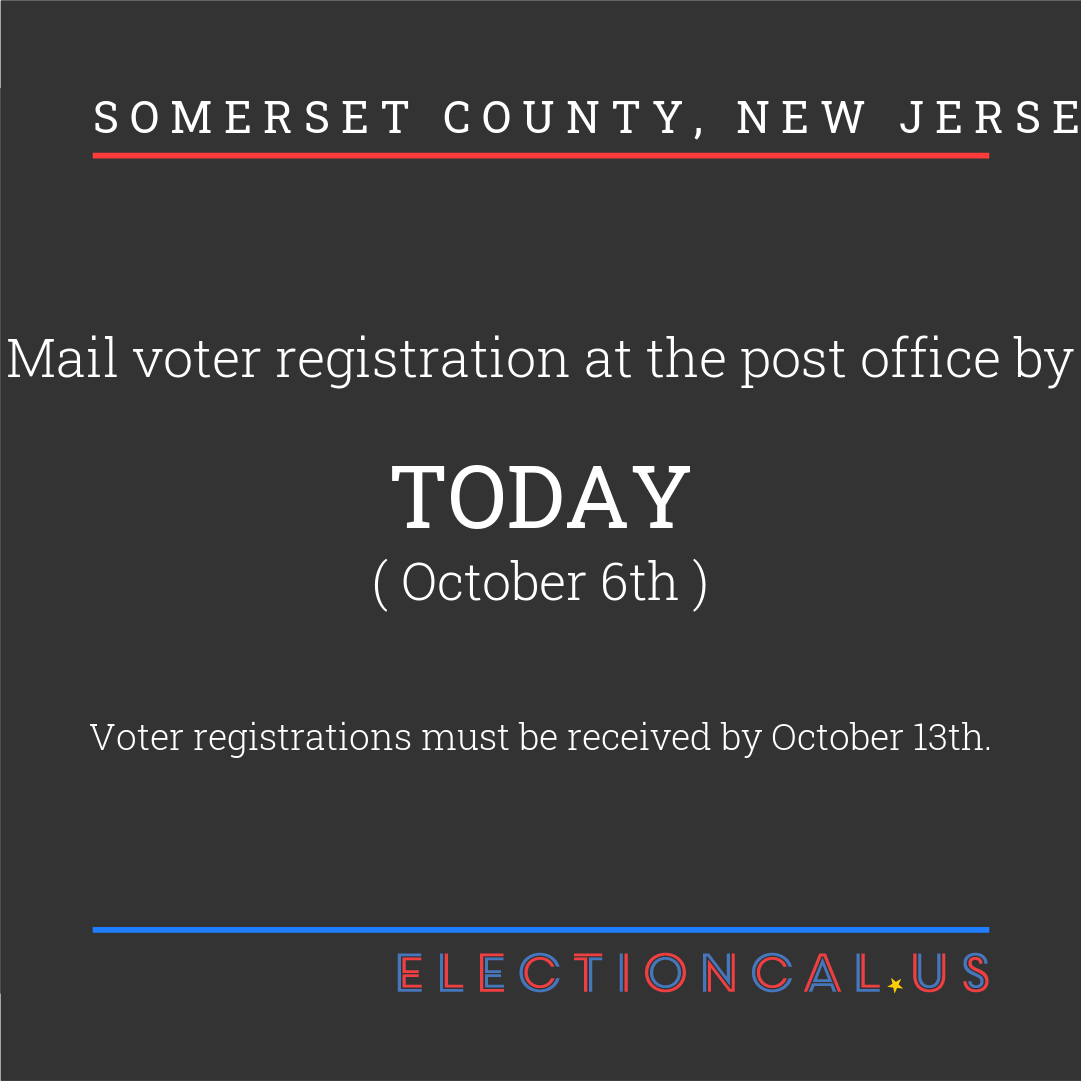 SOMERSET COUNTY, NEW JERSE
Mail voter registration at the post office by
TODAY
( October 6th )
Voter registrations must be received by October 13th.
ELECTIONCAL.US